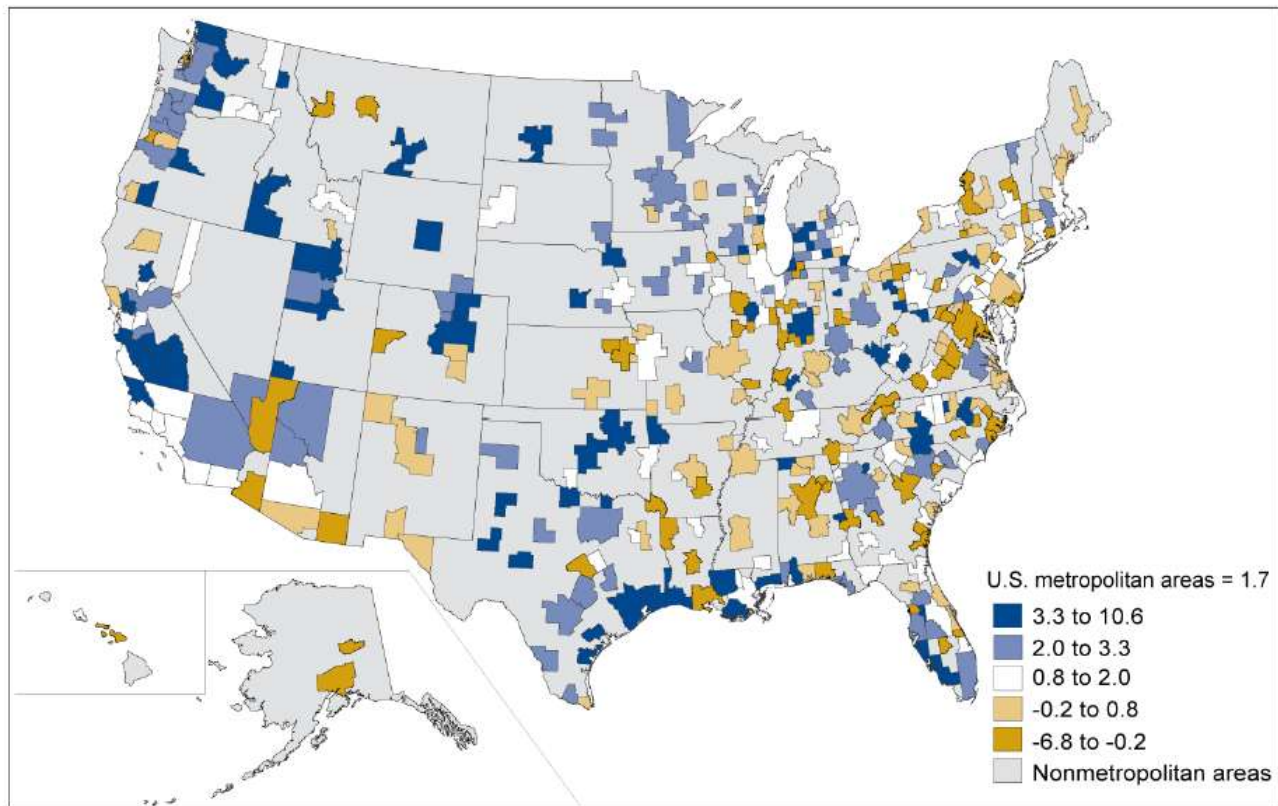 U.S. metropolitan areas = 1.7
3.3 to 10.6
2.0 to 3.3
0.8 to 2.0
-0.2 to 0.8
-6.8 to -0.2
Nonmetropolitan areas